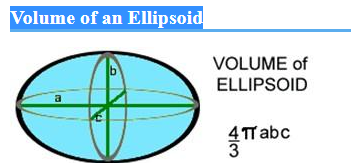 Volume of an Ellipsoid
VOLUME of
ELLIPSOID
b
a
c
4/3 π abc